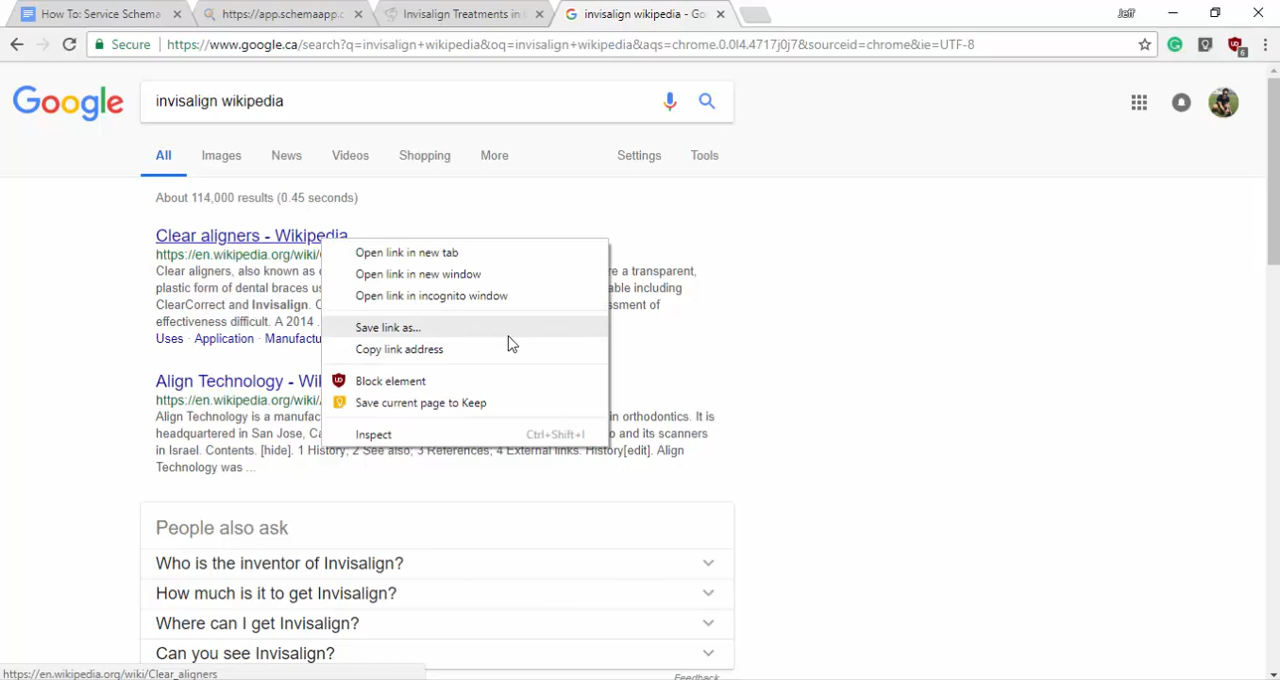 How To: Service Schema
https://app.schemaapp.c
Invisalign Treatments in
invisalign wikipedia - Go
Jeff
Secure
https://www.google.ca/search?q=invisalign+wikipedia&oq=invisalign+wikipedia&aqs=chrome.0.0l4.4717j0j7&sourceid=chrome&ie=UTF-8
6
Google
invisalign wikipedia
All
Images
News
Videos
Shopping
More
Settings
Tools
About 114,000 results (0.45 seconds)
Clear aligners - Wikipedia
https://en.wikipedia.org/wiki/
Clear aligners, also known as
re a transparent,
plastic form of dental braces us
able including
ClearCorrect and Invisalign.
ssment of
effectiveness difficult. A 2014
Uses · Application · Manufactu
Open link in new tab
Open link in new window
Open link in incognito window
Save link as...
Copy link address
Block element
Save current page to Keep
Inspect
Ctrl+Shift+I
Align Technology - Wi
https://en.wikipedia.org/wiki/
Align Technology is a manufac
in orthodontics. It is
headquartered in San Jose, Ca
o and its scanners
in Israel. Contents. [hide]. 1 History; 2 See also; 3 References; 4 External links. History[edit]. Align
Technology was ...
People also ask
Who is the inventor of Invisalign?
How much is it to get Invisalign?
Where can I get Invisalign?
Can you see Invisalign?
Feedback
https://en.wikipedia.org/wiki/Clear_aligners